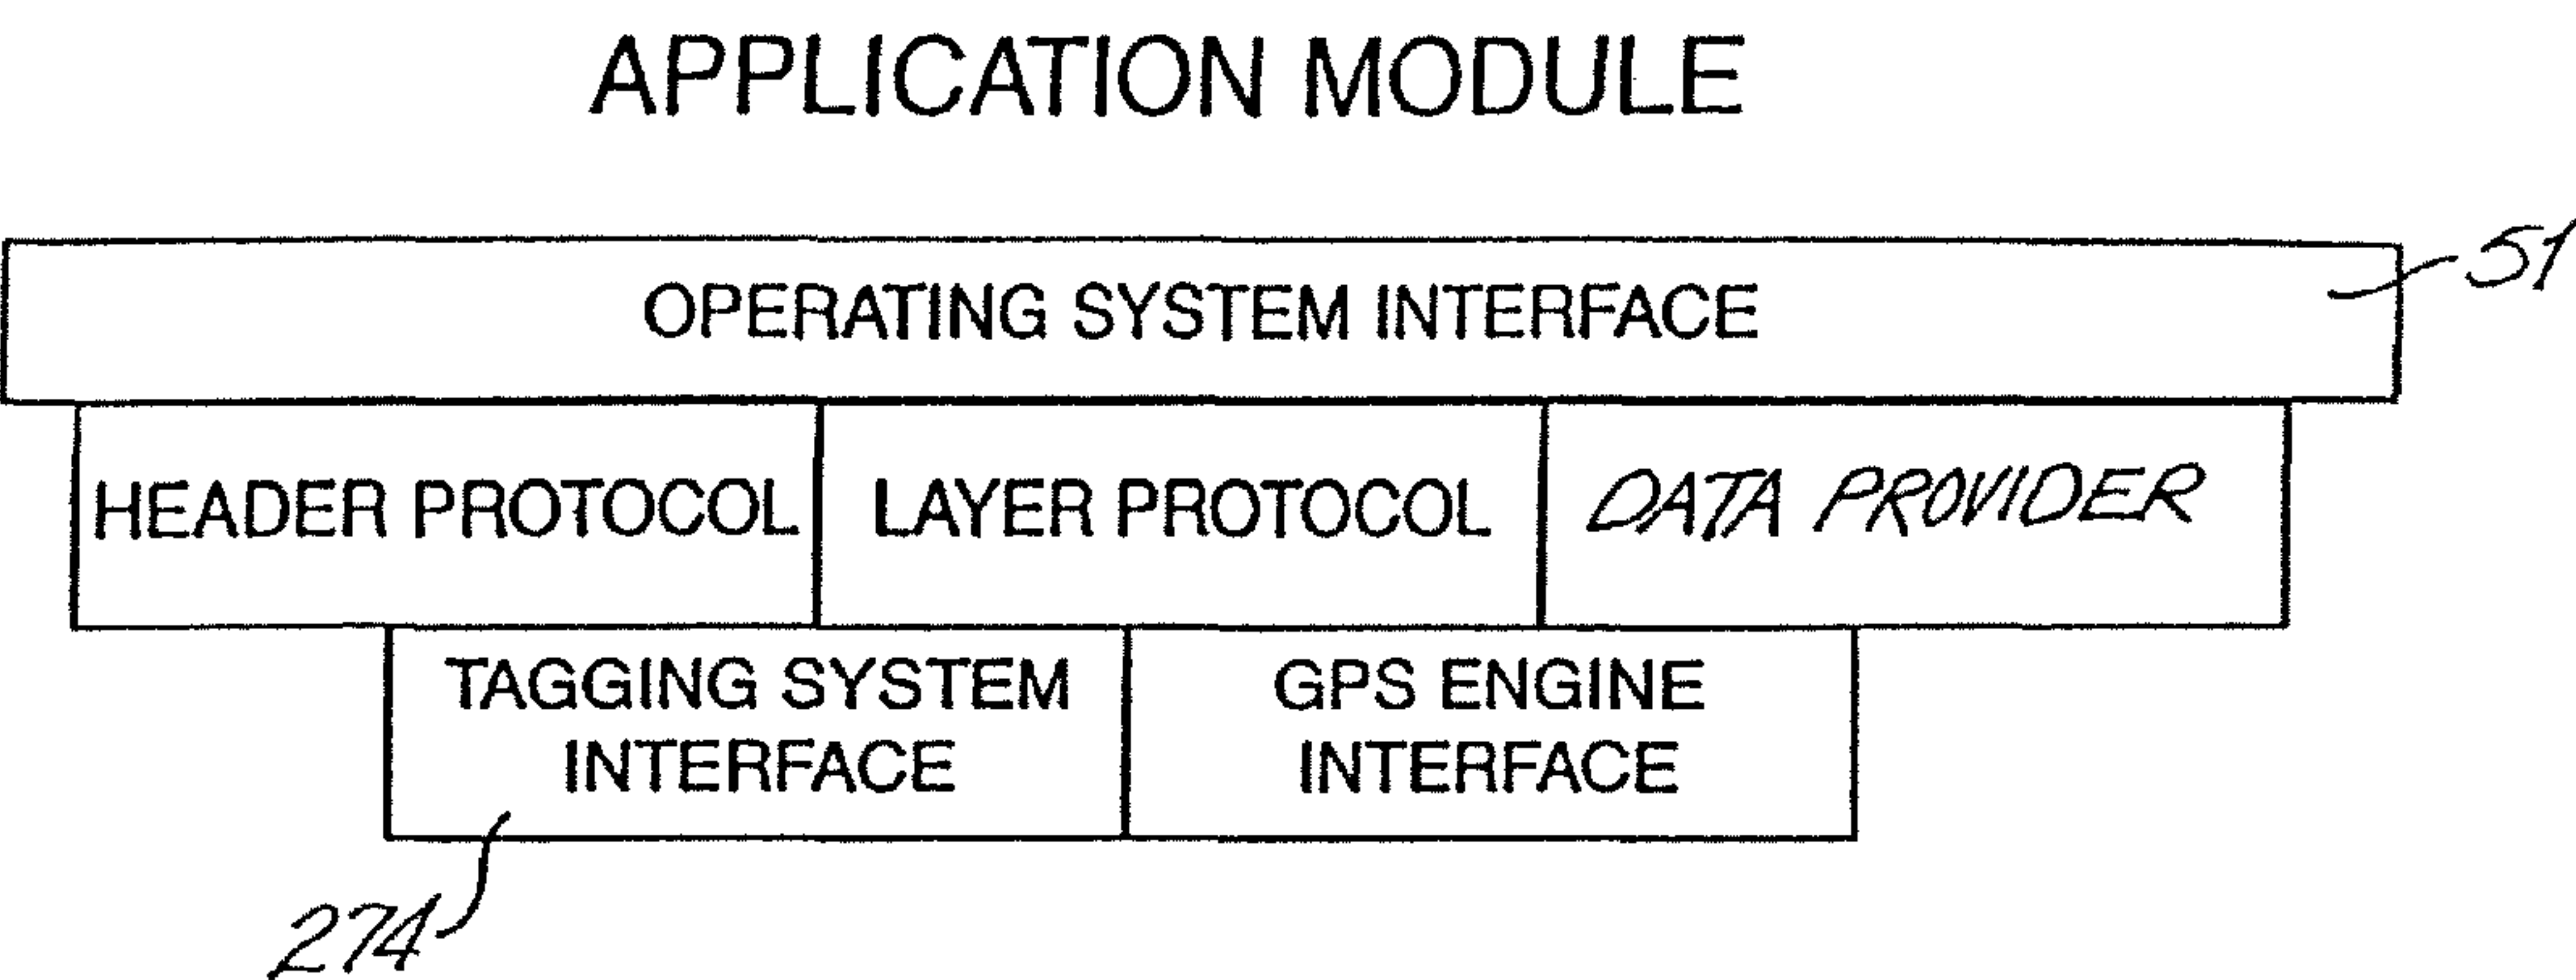 APPLICATION MODULE
OPERATING SYSTEM INTERFACE
51
HEADER PROTOCOL
LAYER PROTOCOL
DATA PROVIDER
TAGGING SYSTEM
INTERFACE
GPS ENGINE
INTERFACE
274